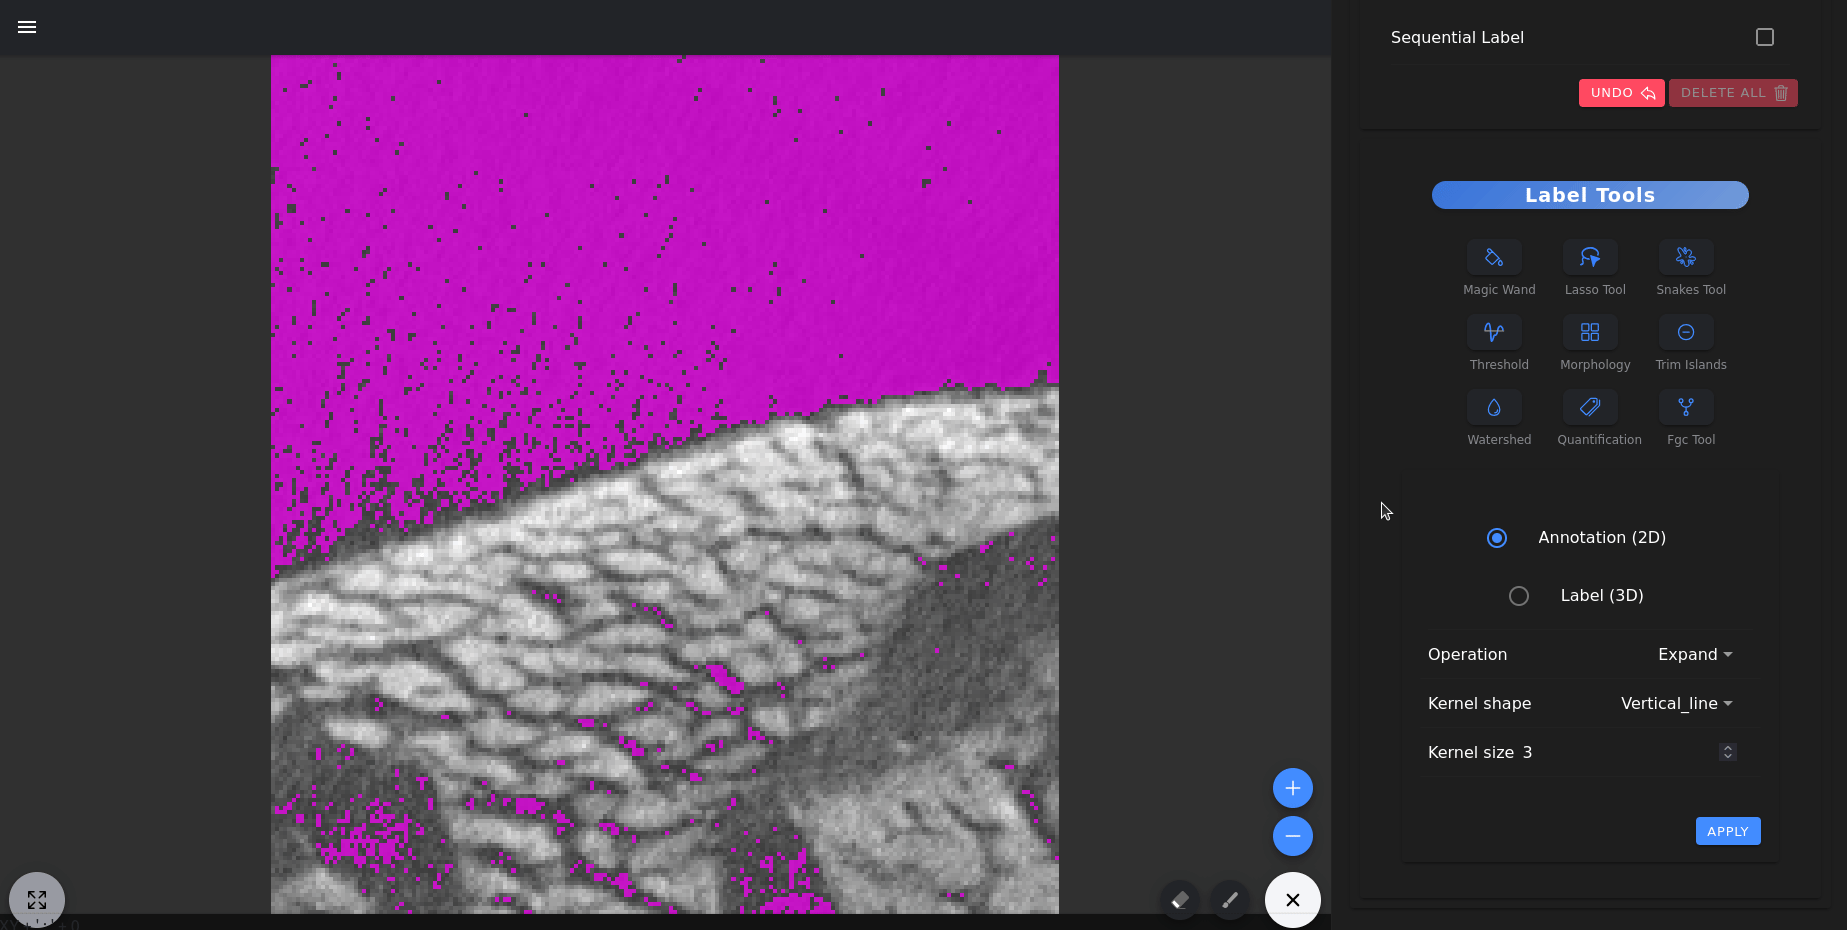 Sequential Label
UNDO
DELETE ALL
Label Tools
Magic Wand
Lasso Tool
Snakes Tool
Threshold
Morphology
Trim Islands
Watershed
Quantification
Fgc Tool
Annotation (2D)
Label (3D)
Operation Expand
Kernel shape Vertical_line
Kernel size 3
APPLY